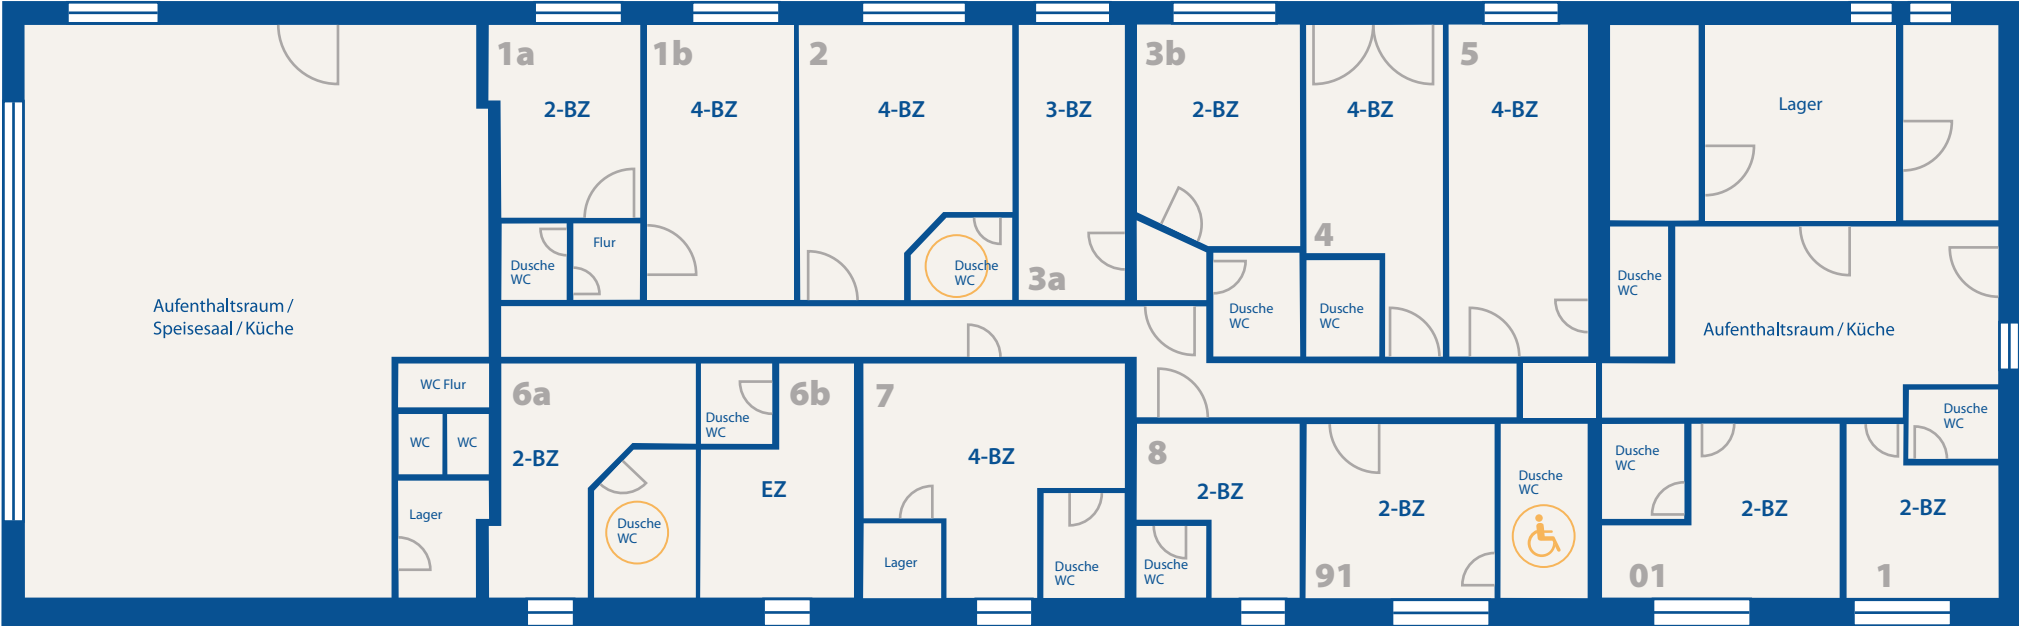 1a
2-BZ
Dusche
WC
Flur
1b
4-BZ
2
4-BZ
Dusche
WC
3-BZ
3a
3b
2-BZ
Dusche
WC
4-BZ
4
Dusche
WC
5
4-BZ
Lager
Dusche
WC
Aufenthaltsraum / Küche
Dusche
WC
Aufenthaltsraum /
Speisesaal / Küche
WC Flur
WC
WC
Lager
6a
2-BZ
Dusche
WC
Dusche
WC
6b
EZ
7
4-BZ
Lager
Dusche
WC
8
2-BZ
Dusche
WC
2-BZ
91
Dusche
WC
Dusche
WC
2-BZ
01
2-BZ
1